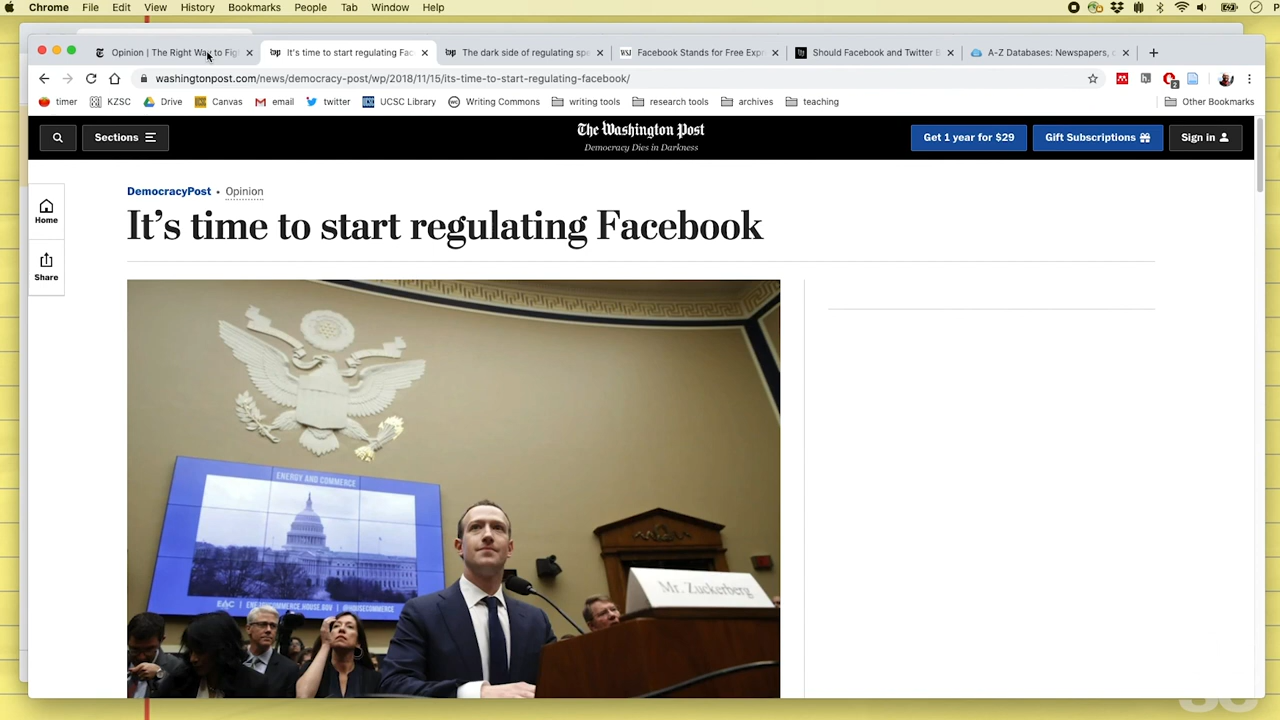 Chrome File Edit View History Bookmarks People Tab Window Help
Opinion | The Right Way to Fig
It's time to start regulating Fac
The dark side of regulating spe
WSJ Facebook Stands for Free Expr
Should Facebook and Twitter B
A-Z Databases: Newspapers,
washingtonpost.com/news/democracy-post/wp/2018/11/15/its-time-to-start-regulating-facebook/
2
timer KZSC Drive Canvas email twitter UCSC Library Writing Commons writing tools research tools archives teaching Other Bookmarks
Sections
The Washington Post
Democracy Dies in Darkness
Get 1 year for $29
Gift Subscriptions
Sign in
Home
Share
DemocracyPost • Opinion
It's time to start regulating Facebook
ENERGY AND COMMERCE
Mr. Zuckerberg